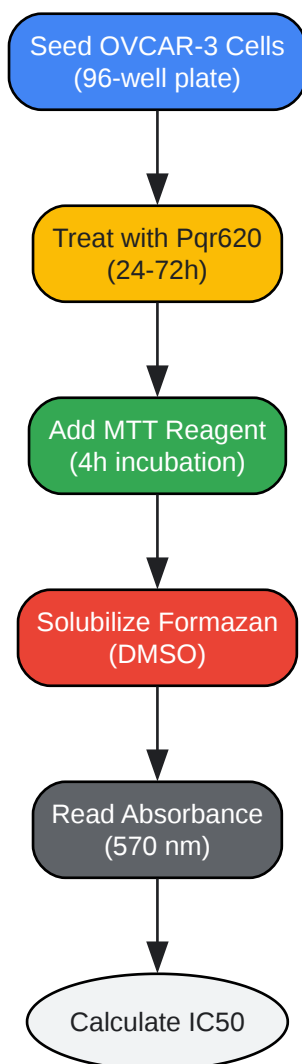 Seed OVCAR-3 Cells
(96-well plate)
Treat with Pqr620
(24-72h)
Add MTT Reagent
(4h incubation)
Solubilize Formazan
(DMSO)
Read Absorbance
(570 nm)
Calculate IC50